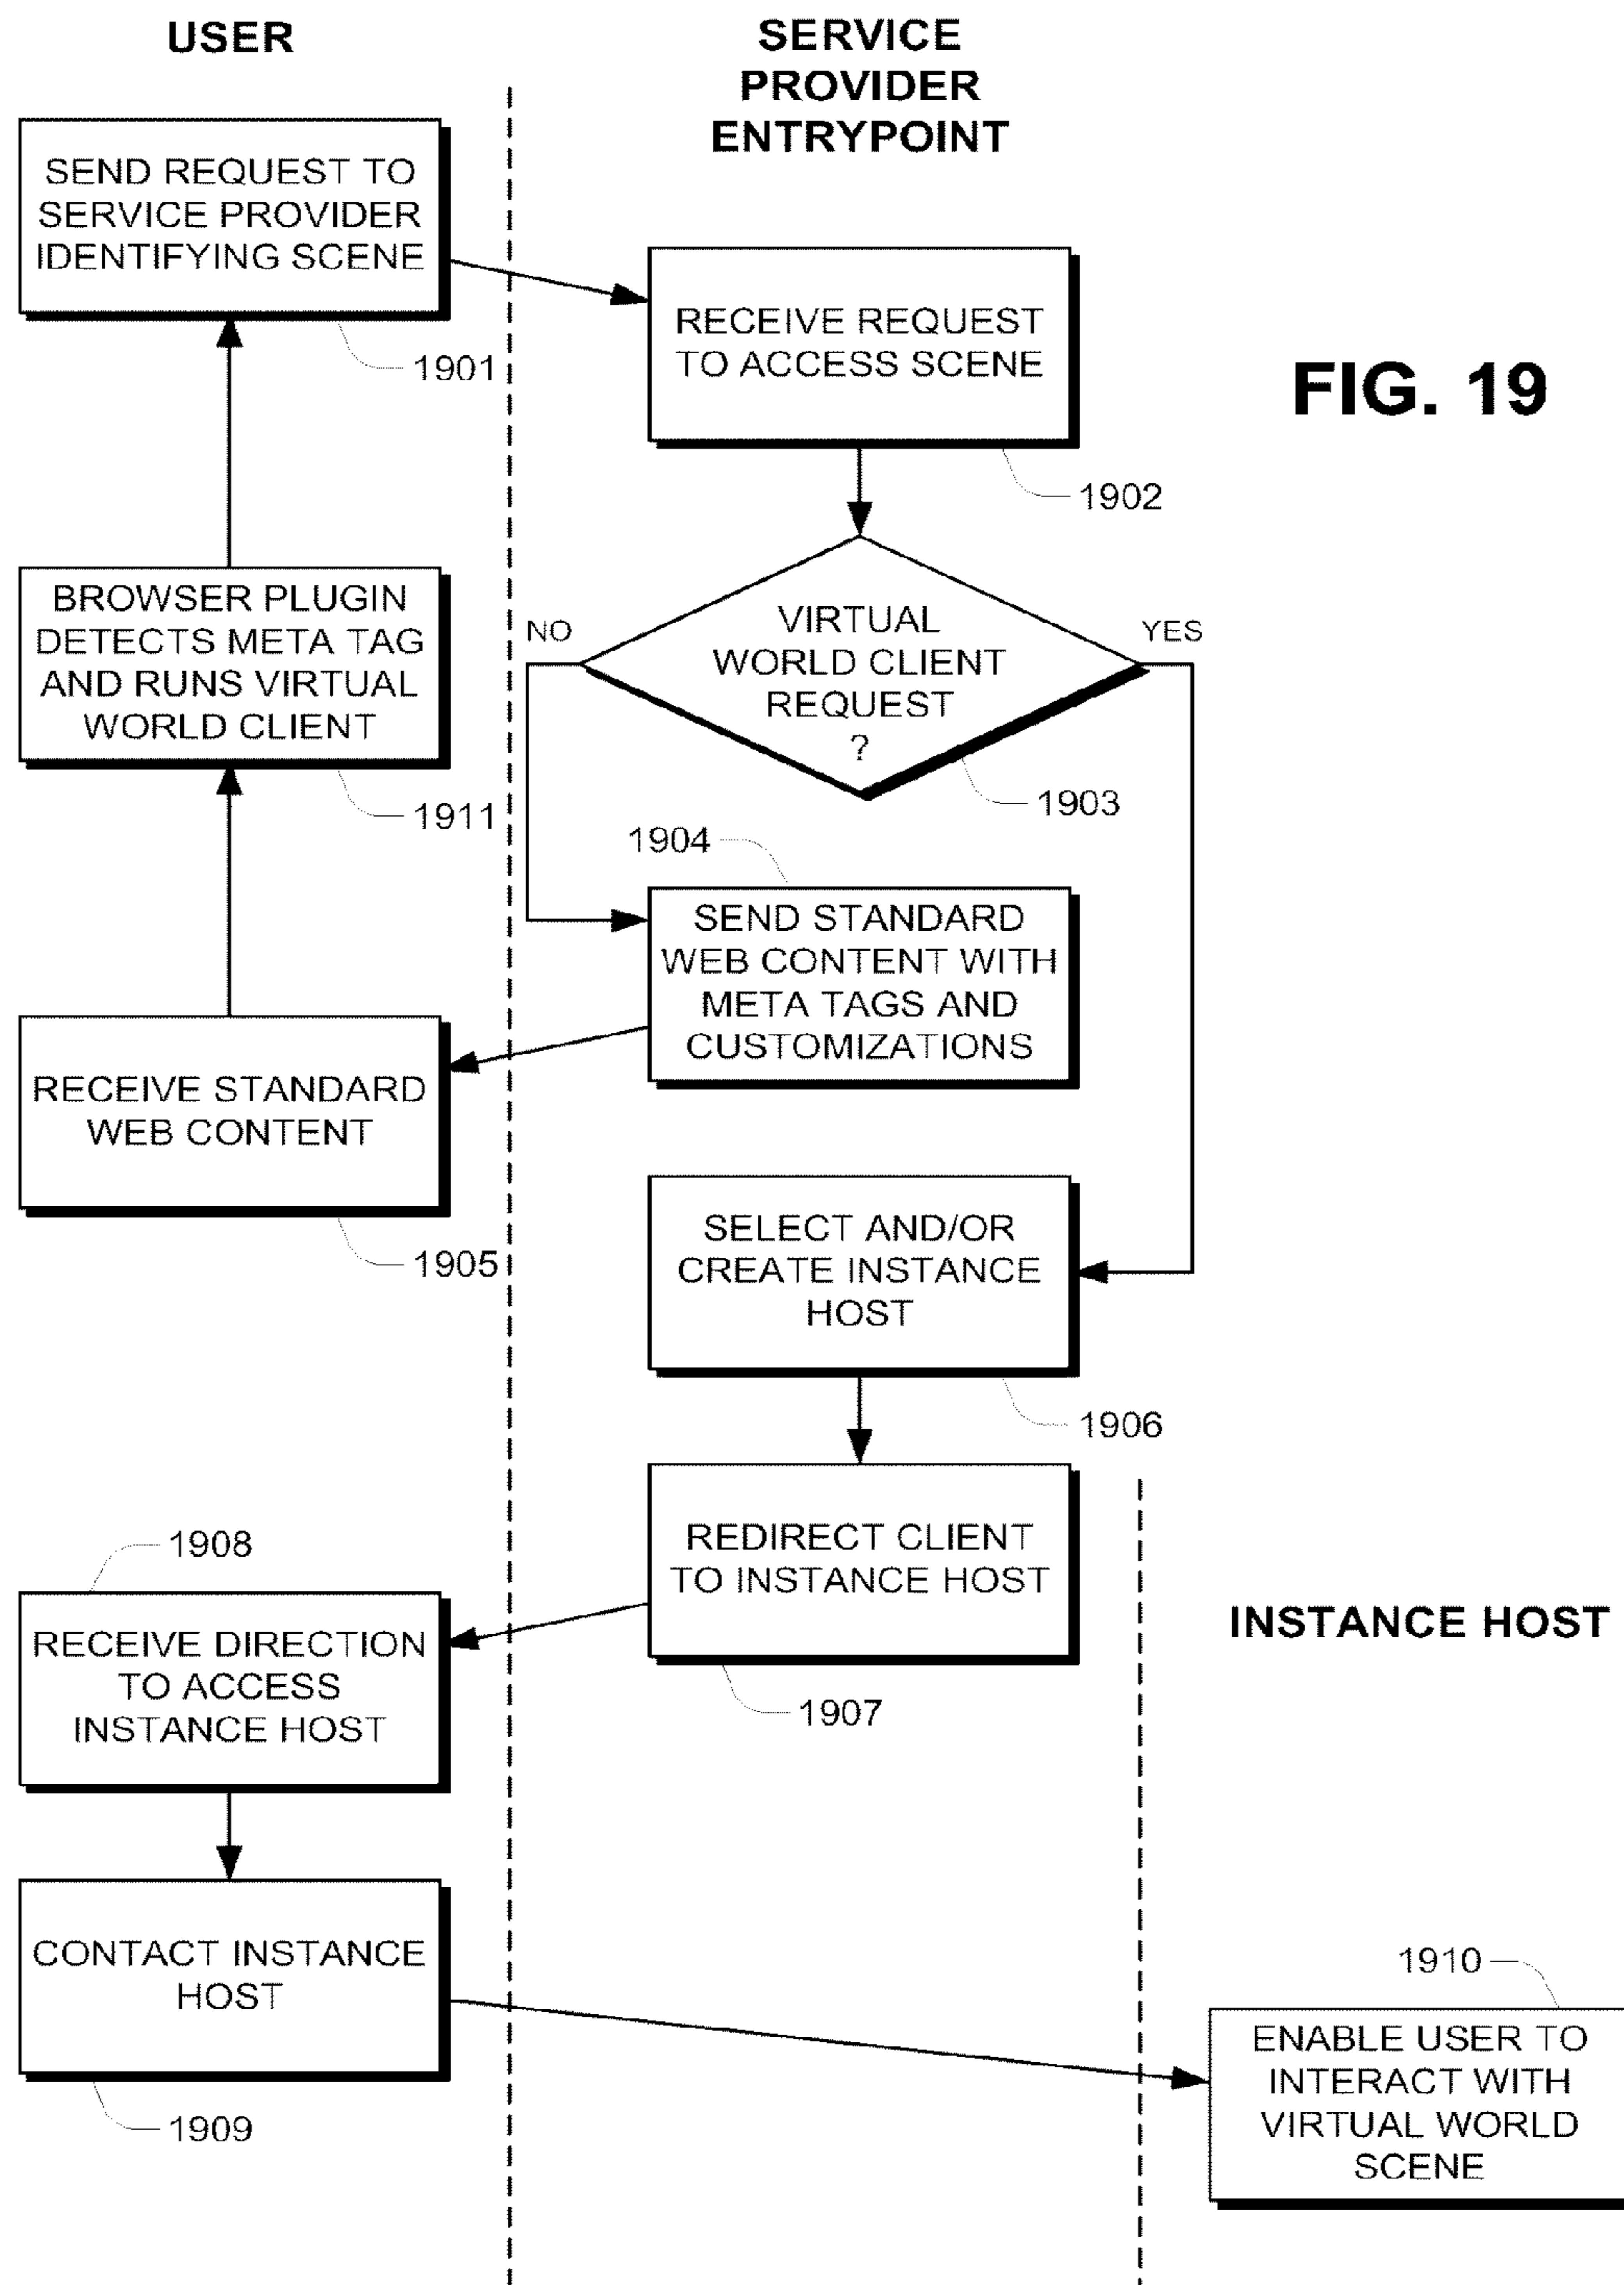 USER
SERVICE
PROVIDER
ENTRYPOINT
SEND REQUEST TO
SERVICE PROVIDER
IDENTIFYING SCENE
1901
RECEIVE REQUEST
TO ACCESS SCENE
1902
FIG. 19
BROWSER PLUGIN
DETECTS META TAG
AND RUNS VIRTUAL
WORLD CLIENT
1911
NO
VIRTUAL
WORLD CLIENT
REQUEST
?
YES
1903
1904
SEND STANDARD
WEB CONTENT WITH
META TAGS AND
CUSTOMIZATIONS
RECEIVE STANDARD
WEB CONTENT
1905
SELECT AND/OR
CREATE INSTANCE
HOST
1906
REDIRECT CLIENT
TO INSTANCE HOST
1907
1908
RECEIVE DIRECTION
TO ACCESS
INSTANCE HOST
INSTANCE HOST
CONTACT INSTANCE
HOST
1909
1910
ENABLE USER TO
INTERACT WITH
VIRTUAL WORLD
SCENE